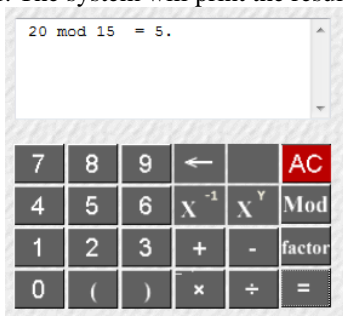 . The system will print the resul
20 mod 15 = 5.
7 8 9 ← AC
4 5 6 X⁻¹ Xʸ Mod
1 2 3 + - factor
0 ( ) × ÷ =